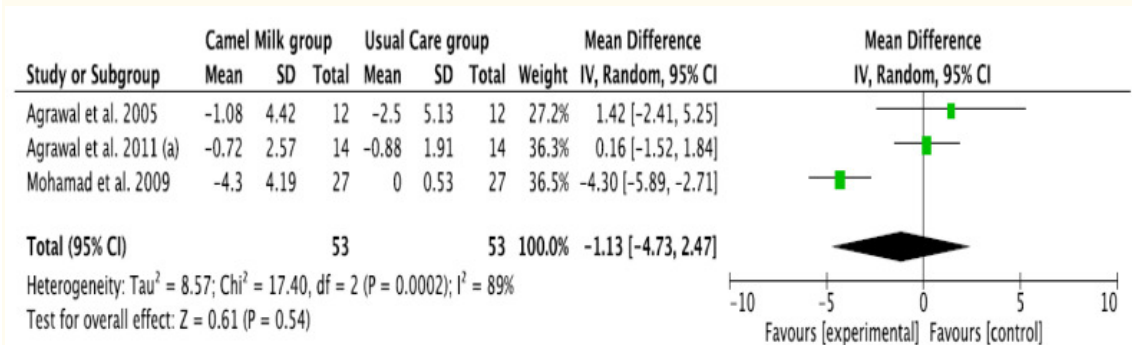 Camel Milk group Usual Care group Mean Difference Mean Difference
Study or Subgroup Mean SD Total Mean SD Total Weight IV, Random, 95% CI IV, Random, 95% CI
Agrawal et al. 2005 −1.08 4.42 12 −2.5 5.13 12 27.2% 1.42 [−2.41, 5.25]
Agrawal et al. 2011 (a) −0.72 2.57 14 −0.88 1.91 14 36.3% 0.16 [−1.52, 1.84]
Mohamad et al. 2009 −4.3 4.19 27 0 0.53 27 36.5% −4.30 [−5.89, −2.71]
Total (95% CI) 53 53 100.0% −1.13 [−4.73, 2.47]
Heterogeneity: Tau² = 8.57; Chi² = 17.40, df = 2 (P = 0.0002); I² = 89%
Test for overall effect: Z = 0.61 (P = 0.54)
−10 −5 0 5 10
Favours [experimental] Favours [control]